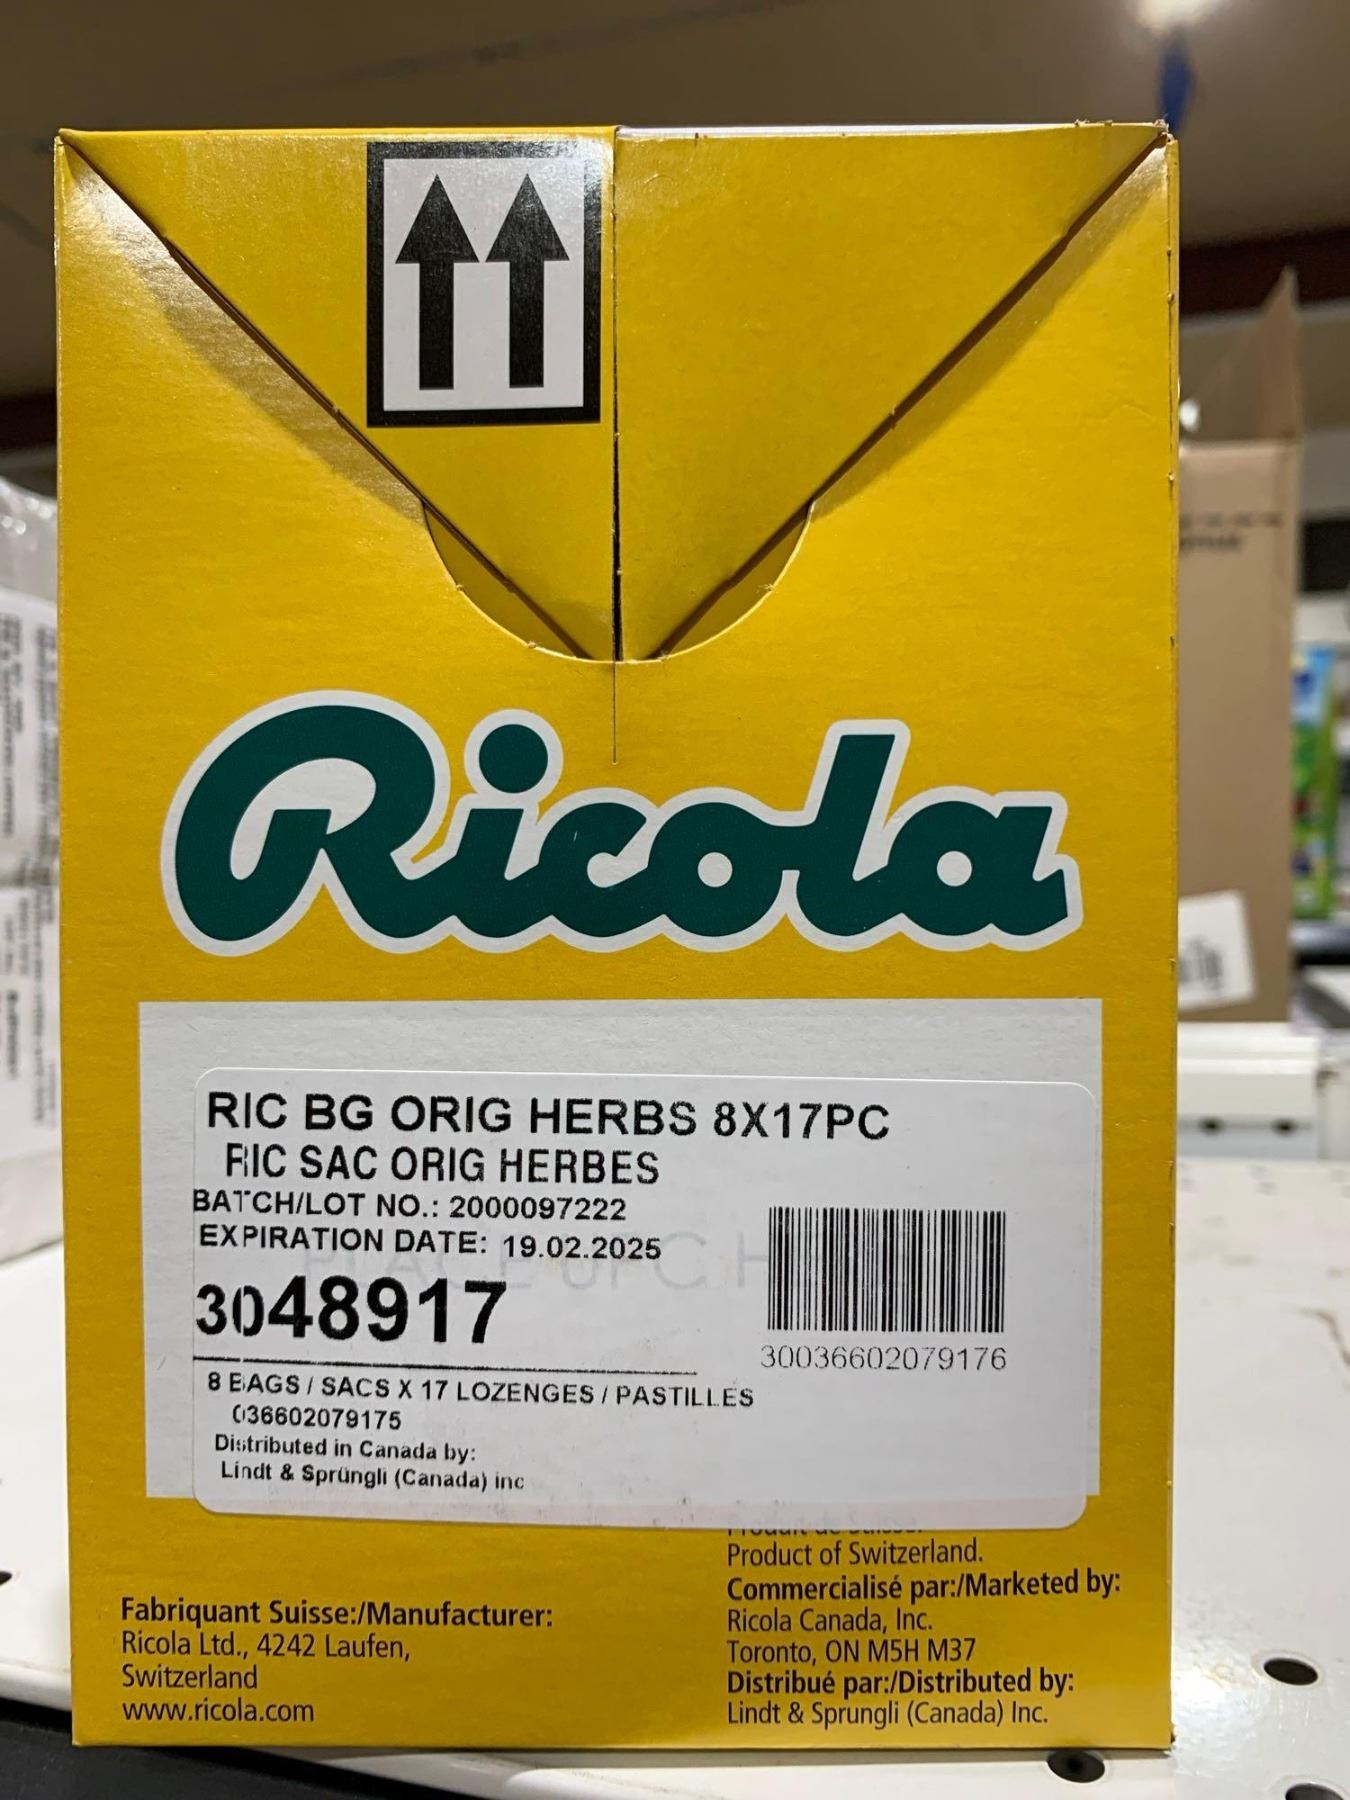 Ricola
RIC BG ORIG HERBS 8X17PC
RIC SAC ORIG HERBES
BATCH/LOT NO.: 2000097222
EXPIRATION DATE: 19.02.2025
3048917
30036602079176
8 BAGS / SACS X 17 LOZENGES / PASTILLES
036602079175
Distributed in Canada by:
Lindt & Sprüngli (Canada) inc
Product of Switzerland.
Commercialisé par:/Marketed by:
Ricola Canada, Inc.
Toronto, ON M5H M37
Distribué par:/Distributed by:
Lindt & Sprungli (Canada) Inc.
Fabriquant Suisse:/Manufacturer:
Ricola Ltd., 4242 Laufen,
Switzerland
www.ricola.com